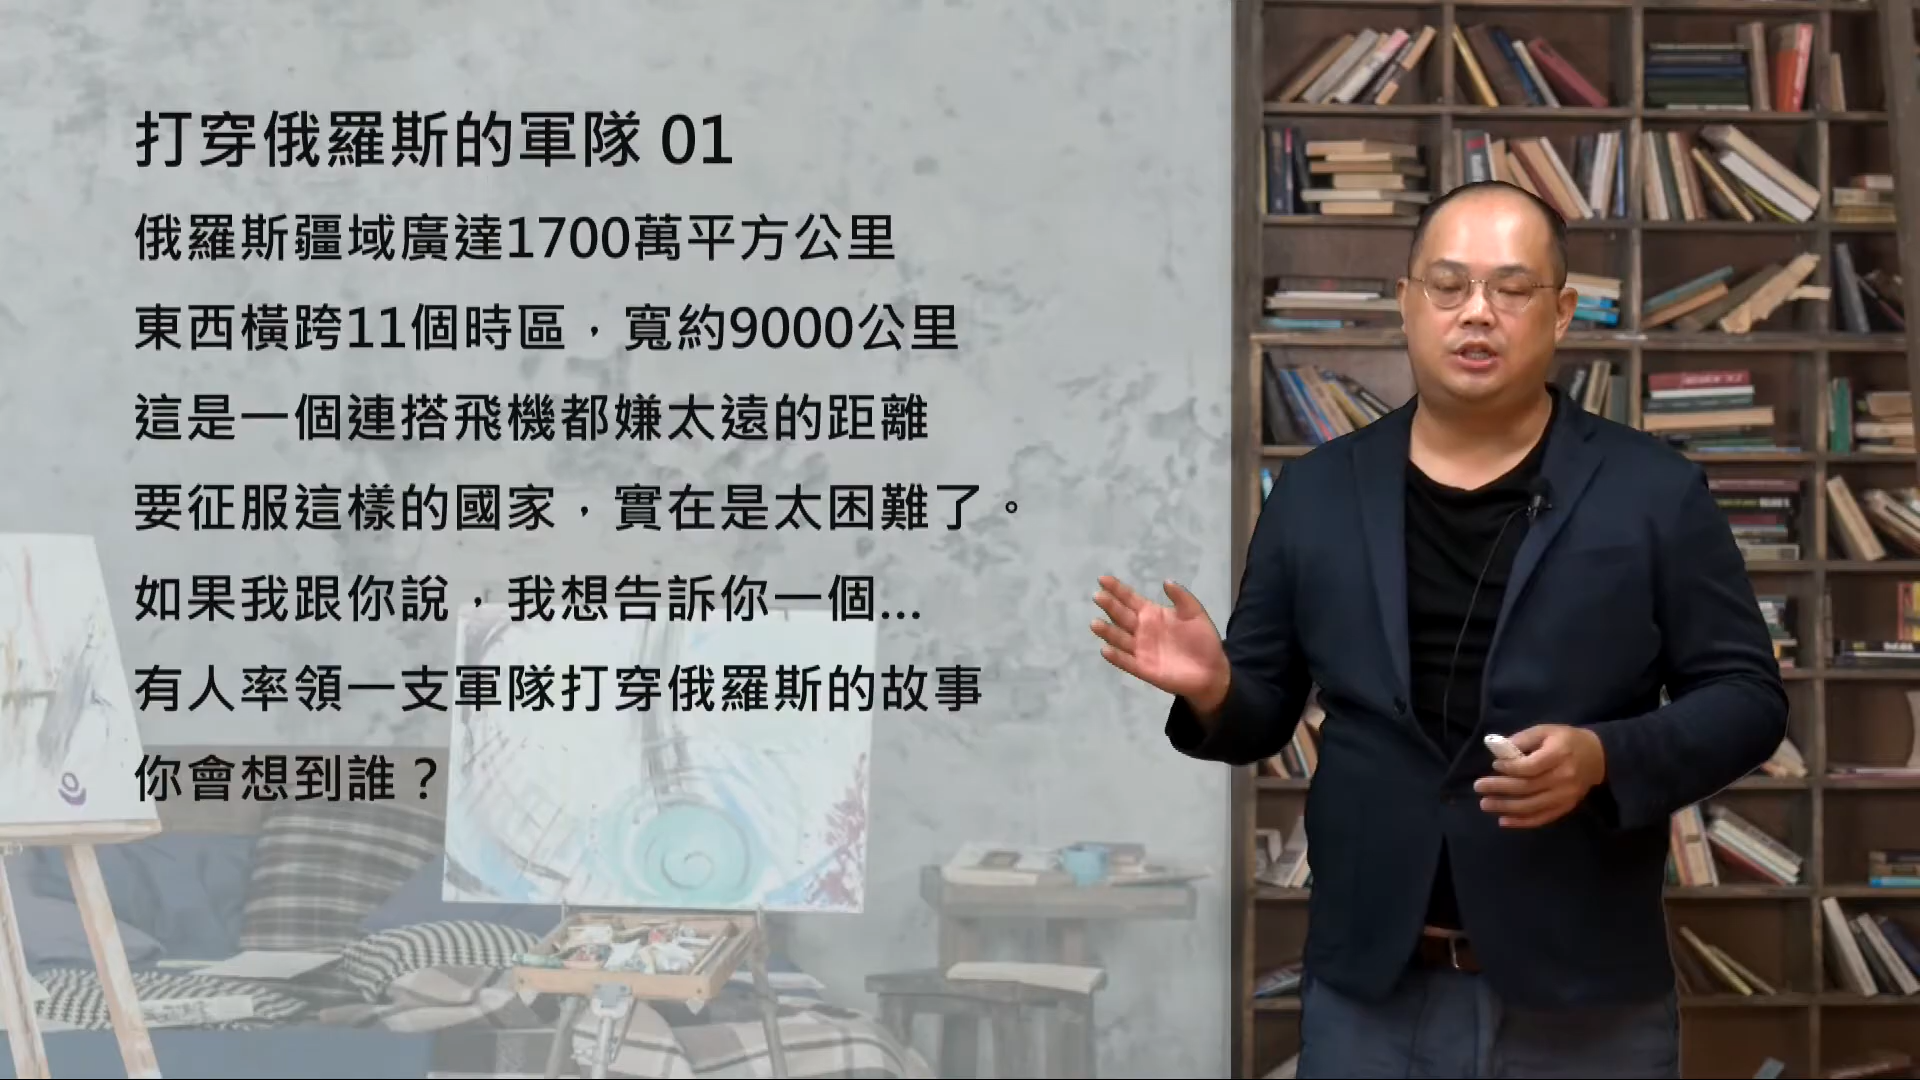 打穿俄羅斯的軍隊 01
俄羅斯疆域廣達1700萬平方公里
東西橫跨11個時區，寬約9000公里
這是一個連搭飛機都嫌太遠的距離
要征服這樣的國家，實在是太困難了。
如果我跟你說，我想告訴你一個...
有人率領一支軍隊打穿俄羅斯的故事
你會想到誰？